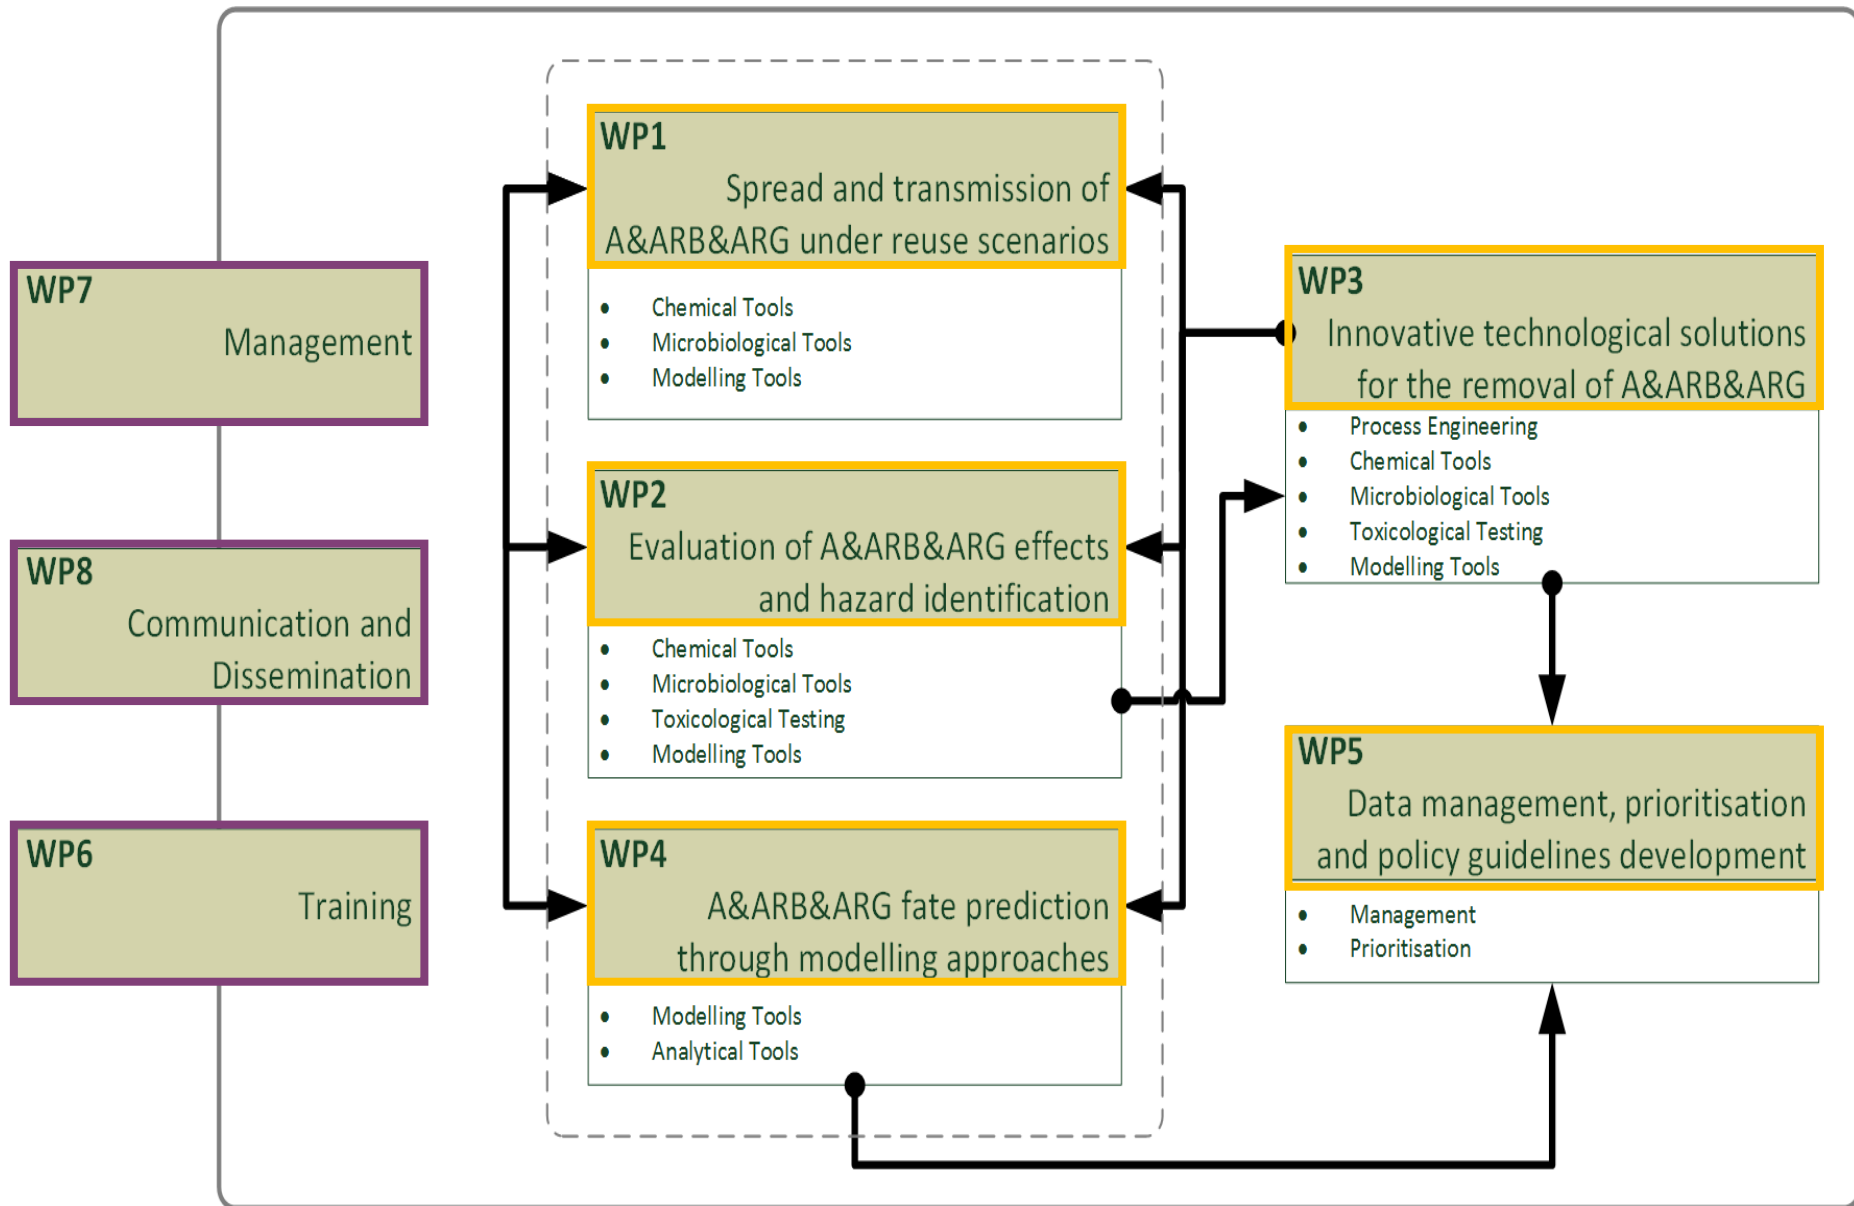 WP7
Management
WP8
Communication and
Dissemination
WP6
Training
WP1
Spread and transmission of
A&ARB&ARG under reuse scenarios
• Chemical Tools
• Microbiological Tools
• Modelling Tools
WP2
Evaluation of A&ARB&ARG effects
and hazard identification
• Chemical Tools
• Microbiological Tools
• Toxicological Testing
• Modelling Tools
WP4
A&ARB&ARG fate prediction
through modelling approaches
• Modelling Tools
• Analytical Tools
WP3
Innovative technological solutions
for the removal of A&ARB&ARG
• Process Engineering
• Chemical Tools
• Microbiological Tools
• Toxicological Testing
• Modelling Tools
WP5
Data management, prioritisation
and policy guidelines development
• Management
• Prioritisation